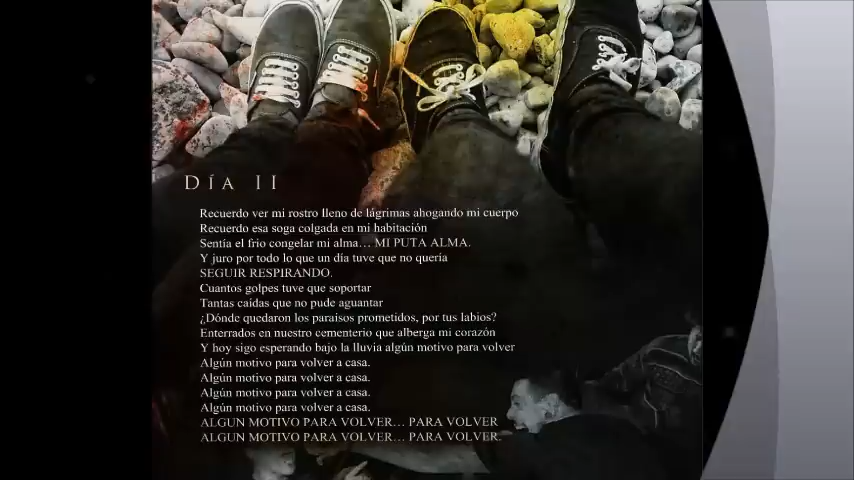 DÍA II
Recuerdo ver mi rostro lleno de lágrimas ahogando mi cuerpo
Recuerdo esa soga colgada en mi habitación
Sentía el frio congelar mi alma… MI PUTA ALMA.
Y juro por todo lo que un día tuve que no quería
SEGUIR RESPIRANDO.
Cuantos golpes tuve que soportar
Tantas caídas que no pude aguantar
¿Dónde quedaron los paraísos prometidos, por tus labios?
Enterrados en nuestro cementerio que alberga mi corazón
Y hoy sigo esperando bajo la lluvia algún motivo para volver
Algún motivo para volver a casa.
Algún motivo para volver a casa.
Algún motivo para volver a casa.
Algún motivo para volver a casa.
ALGUN MOTIVO PARA VOLVER… PARA VOLVER
ALGUN MOTIVO PARA VOLVER… PARA VOLVER.